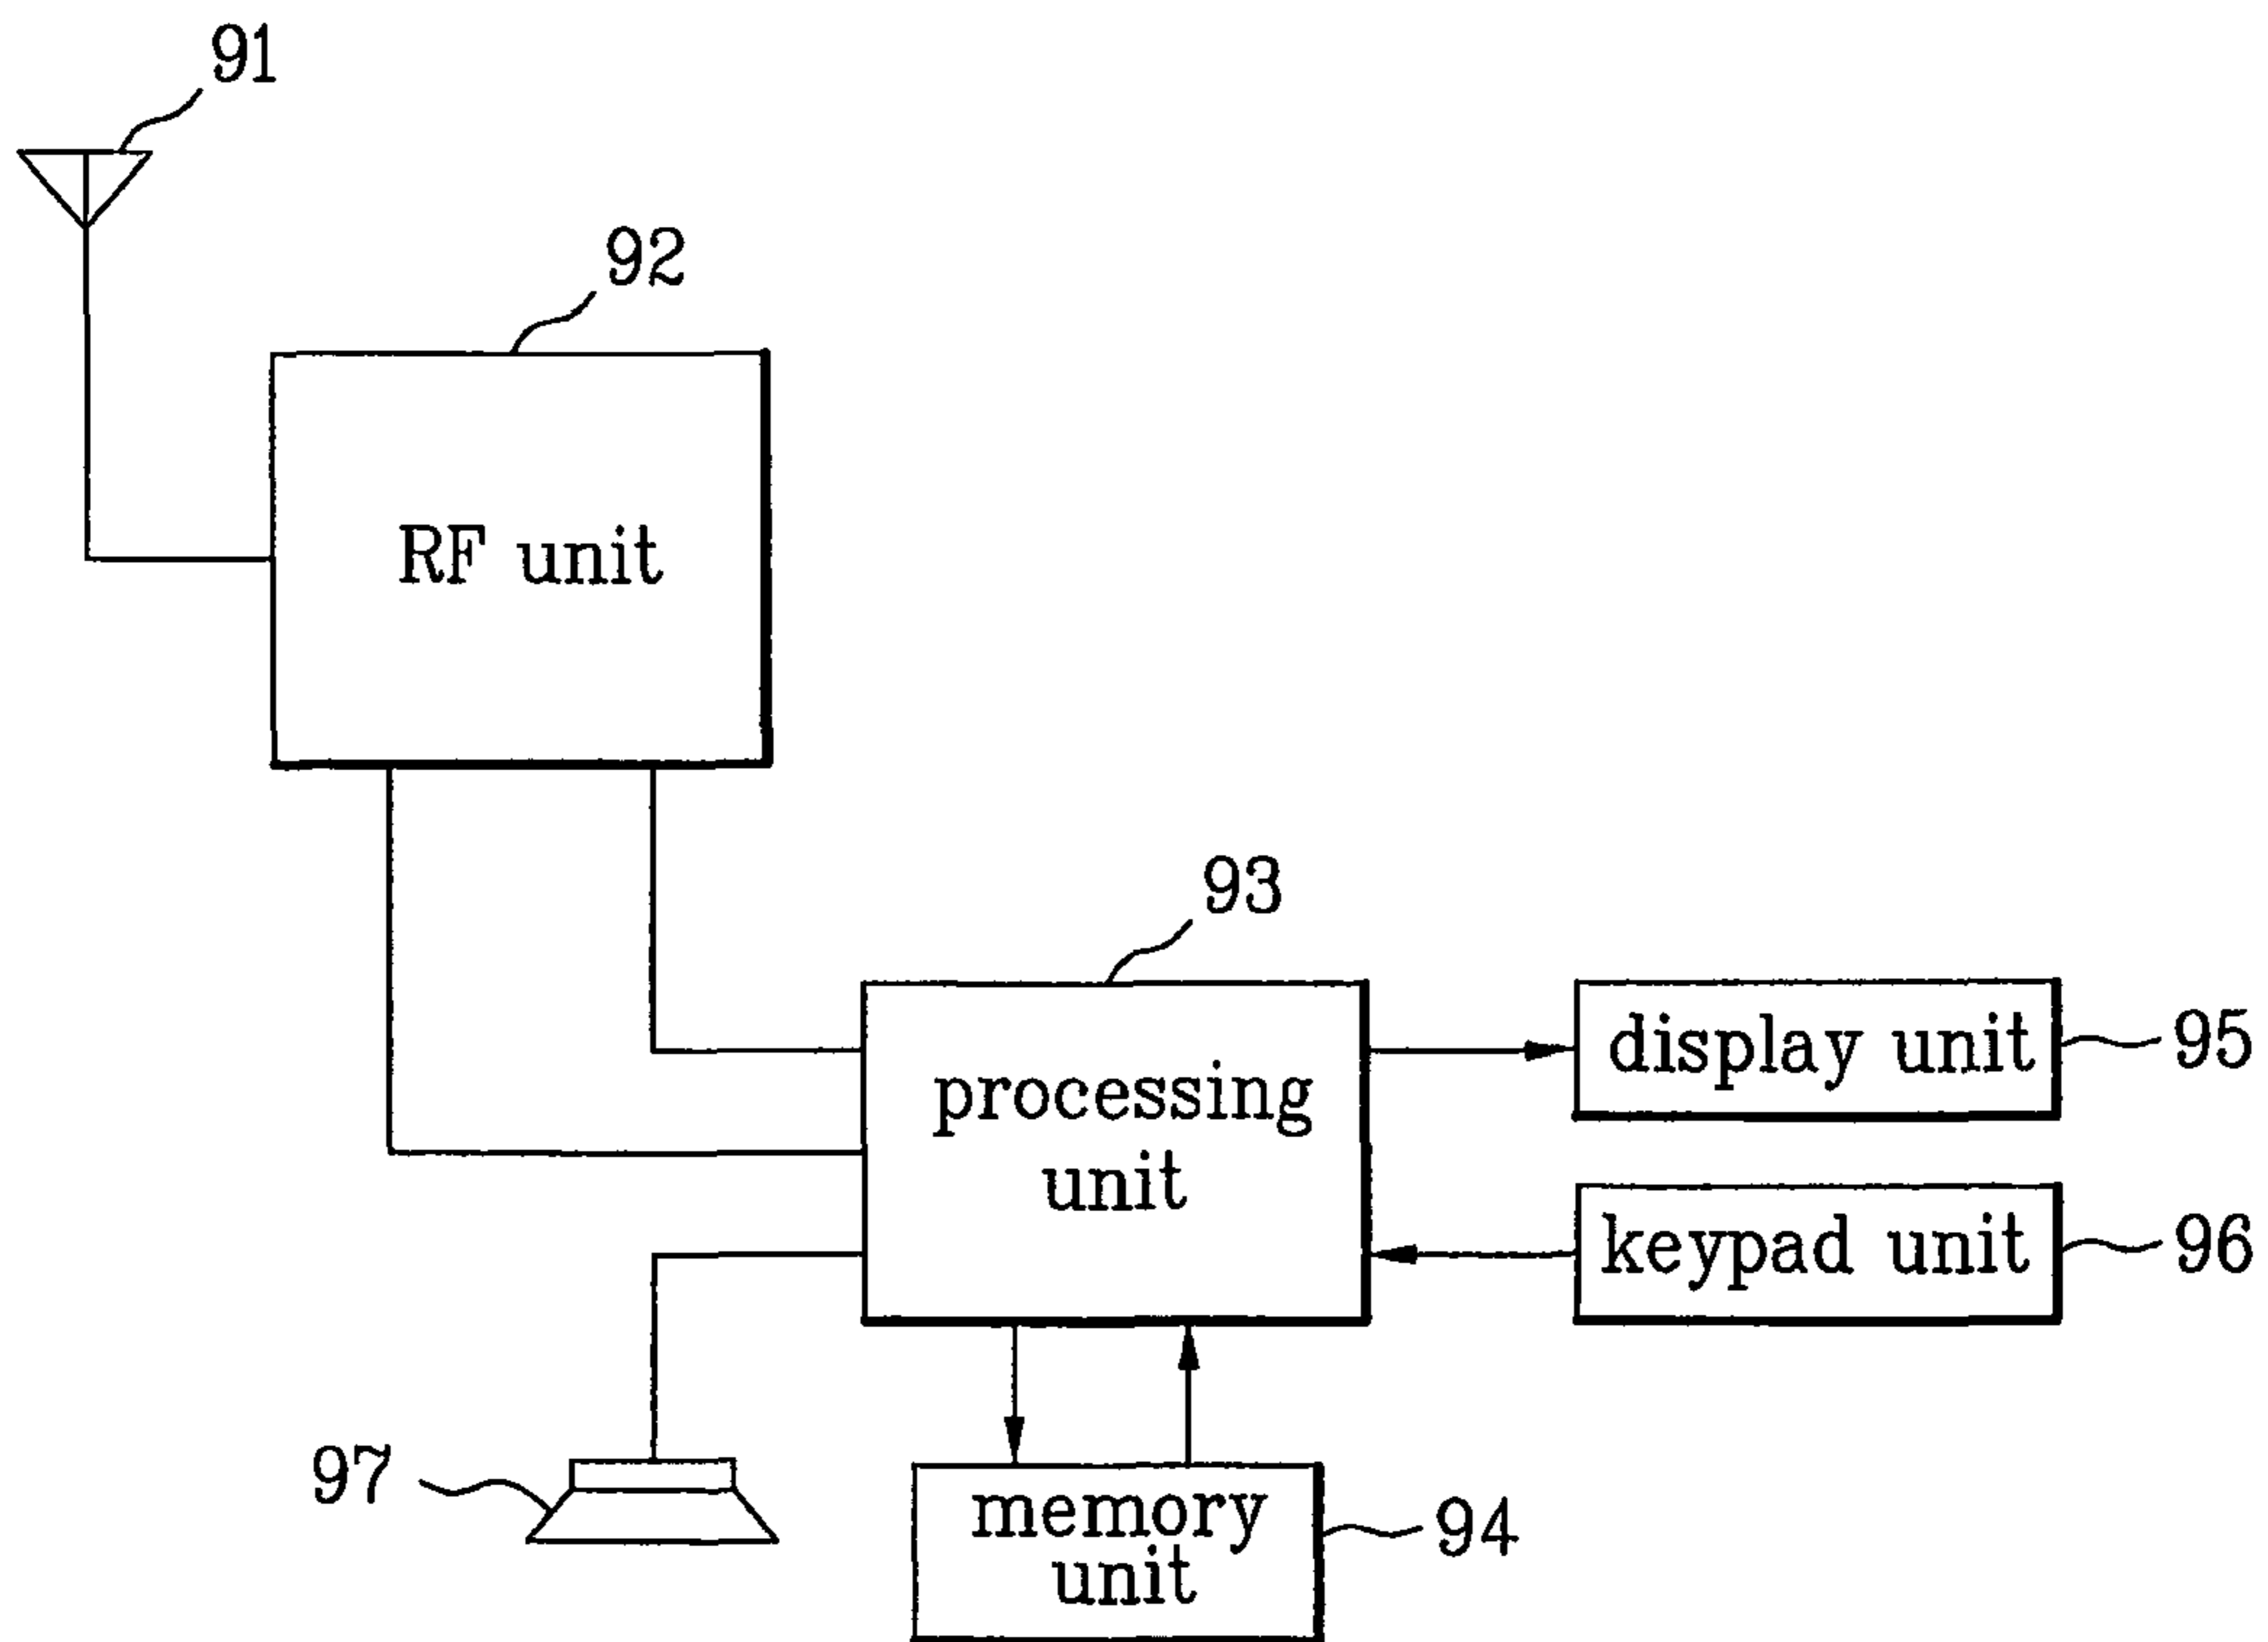 91
92
RF unit
93
processing
unit
display unit
95
keypad unit
96
97
memory
unit
94